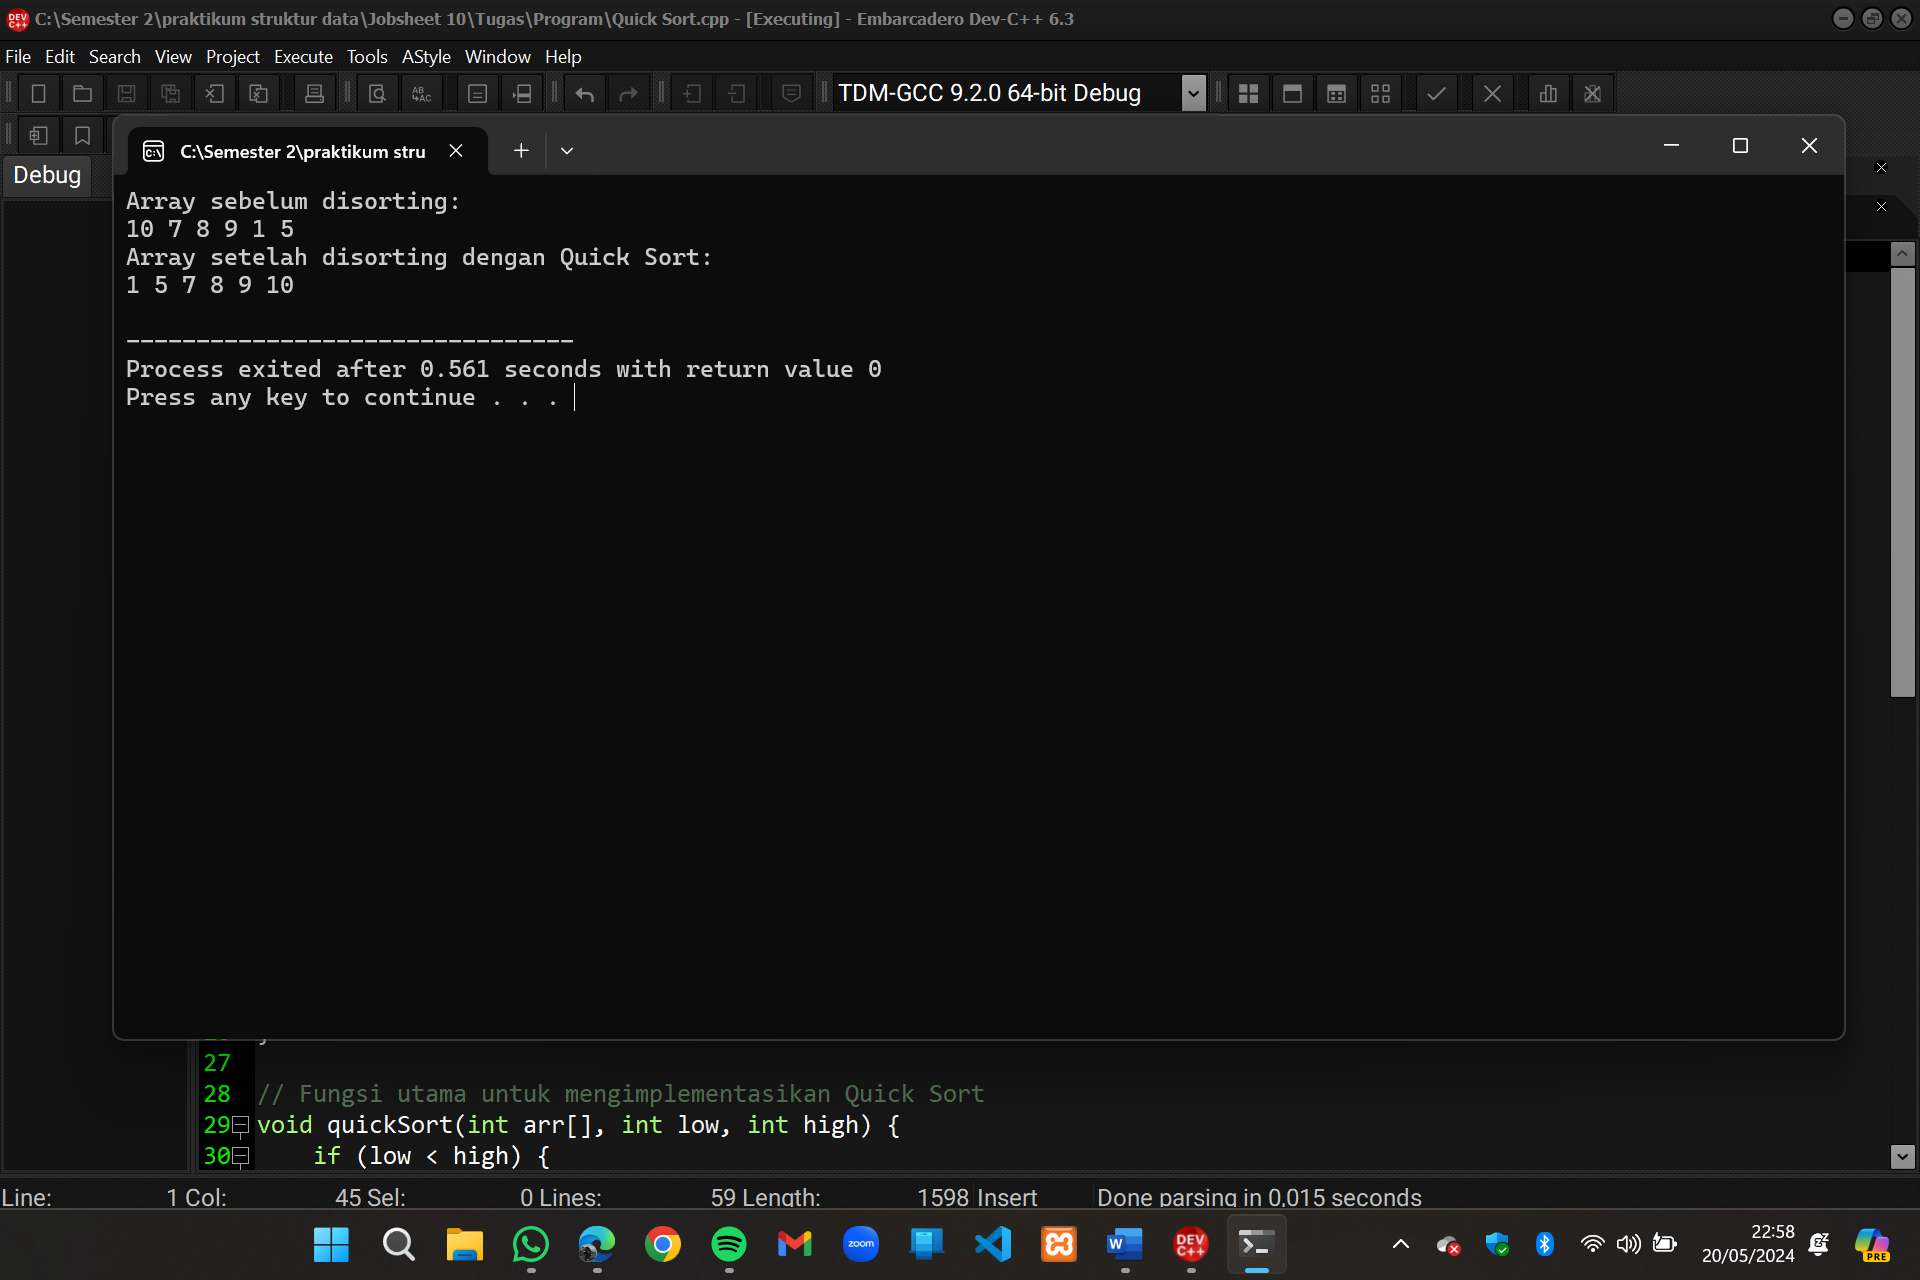 C:\Semester 2\praktikum struktur data\Jobsheet 10\Tugas\Program\Quick Sort.cpp - [Executing] - Embarcadero Dev-C++ 6.3
File Edit Search View Project Execute Tools AStyle Window Help
TDM-GCC 9.2.0 64-bit Debug
C:\Semester 2\praktikum stru
Debug
Array sebelum disorting:
10 7 8 9 1 5
Array setelah disorting dengan Quick Sort:
1 5 7 8 9 10
--------------------------------
Process exited after 0.561 seconds with return value 0
Press any key to continue . . .
27
28 // Fungsi utama untuk mengimplementasikan Quick Sort
29 void quickSort(int arr[], int low, int high) {
30 if (low < high) {
Line: 1 Col: 45 Sel: 0 Lines: 59 Length: 1598 Insert Done parsing in 0,015 seconds
zoom
DEV C++
22:58
20/05/2024
PRE